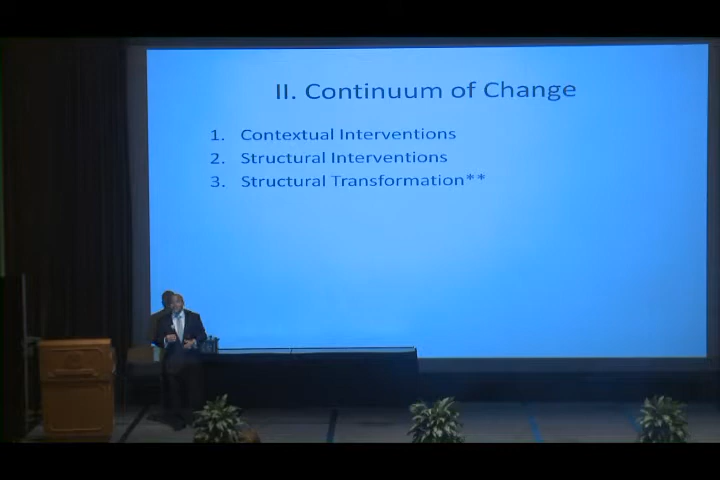 II. Continuum of Change
1. Contextual Interventions
2. Structural Interventions
3. Structural Transformation**